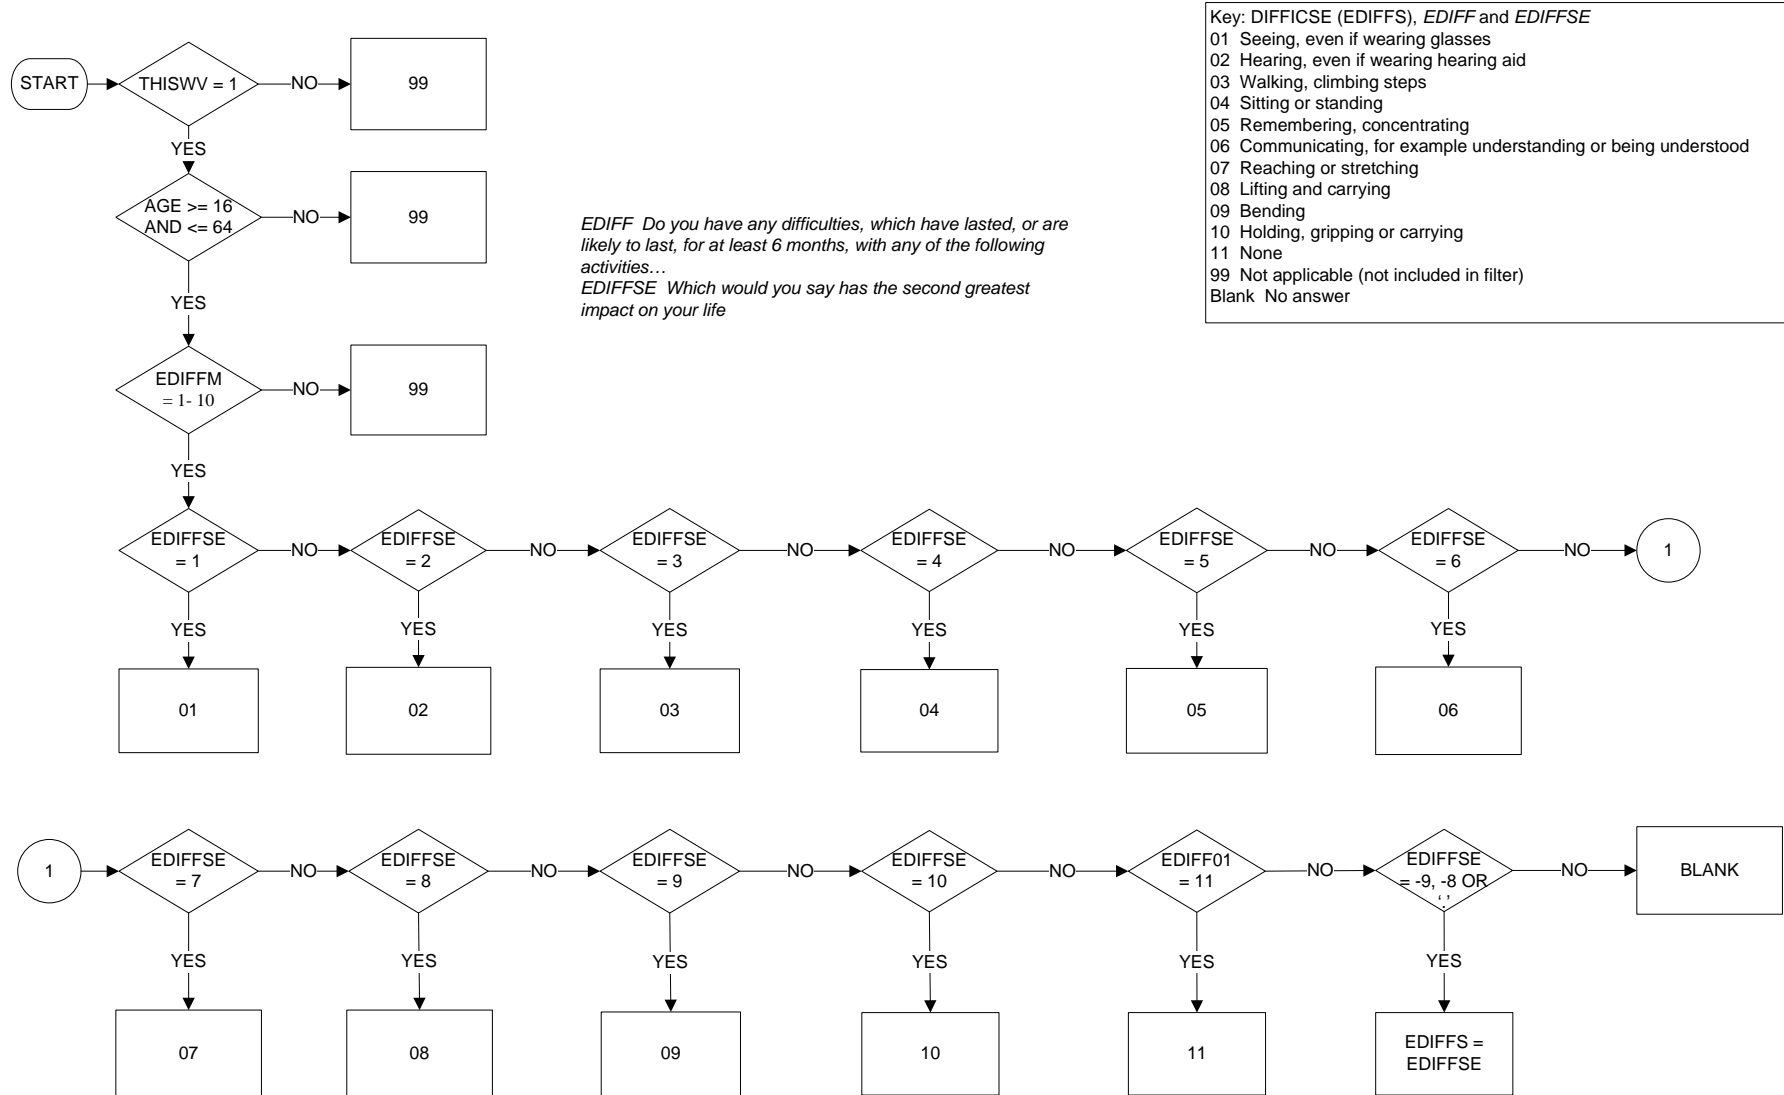 Key: DIFFICSE (EDIFFS), EDIFF and EDIFFSE
01 Seeing, even if wearing glasses
02 Hearing, even if wearing hearing aid
03 Walking, climbing steps
04 Sitting or standing
05 Remembering, concentrating
06 Communicating, for example understanding or being understood
07 Reaching or stretching
08 Lifting and carrying
09 Bending
10 Holding, gripping or carrying
11 None
99 Not applicable (not included in filter)
Blank No answer
START
THISWV = 1
NO
99
YES
AGE >= 16
AND <= 64
NO
99
EDIFF Do you have any difficulties, which have lasted, or are
likely to last, for at least 6 months, with any of the following
activities…
EDIFFSE Which would you say has the second greatest
impact on your life
YES
EDIFFM
= 1- 10
NO
99
YES
EDIFFSE
= 1
NO
EDIFFSE
= 2
NO
EDIFFSE
= 3
NO
EDIFFSE
= 4
NO
EDIFFSE
= 5
NO
EDIFFSE
= 6
NO
1
YES
YES
YES
YES
YES
YES
01
02
03
04
05
06
1
EDIFFSE
= 7
NO
EDIFFSE
= 8
NO
EDIFFSE
= 9
NO
EDIFFSE
= 10
NO
EDIFF01
= 11
NO
EDIFFSE
= -9, -8 OR
‘.’
NO
BLANK
YES
YES
YES
YES
YES
YES
07
08
09
10
11
EDIFFS =
EDIFFSE